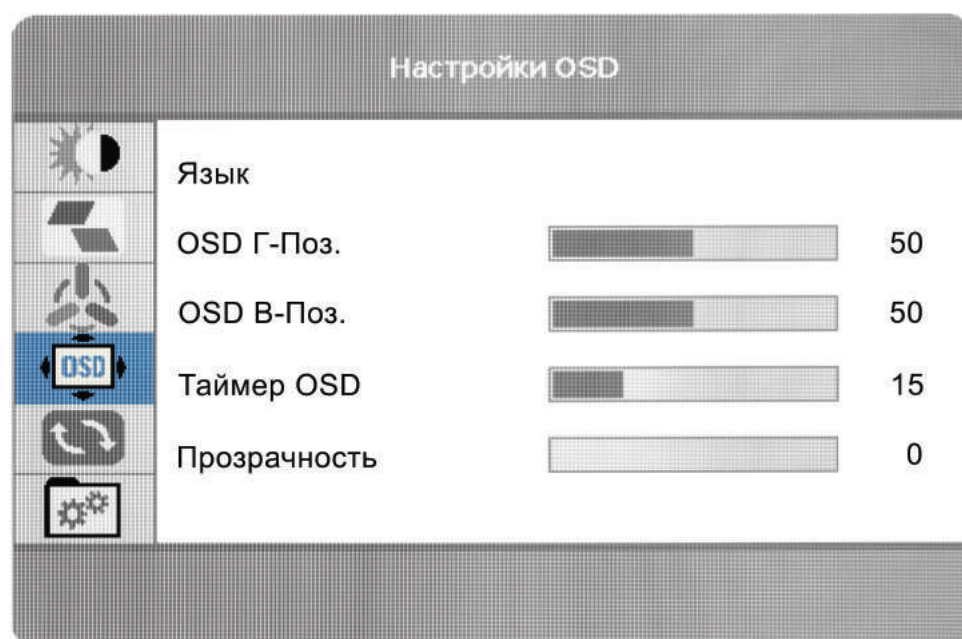 Настройки OSD
Язык
OSD Г-Поз. 50
OSD В-Поз. 50
OSD
Таймер OSD 15
Прозрачность 0